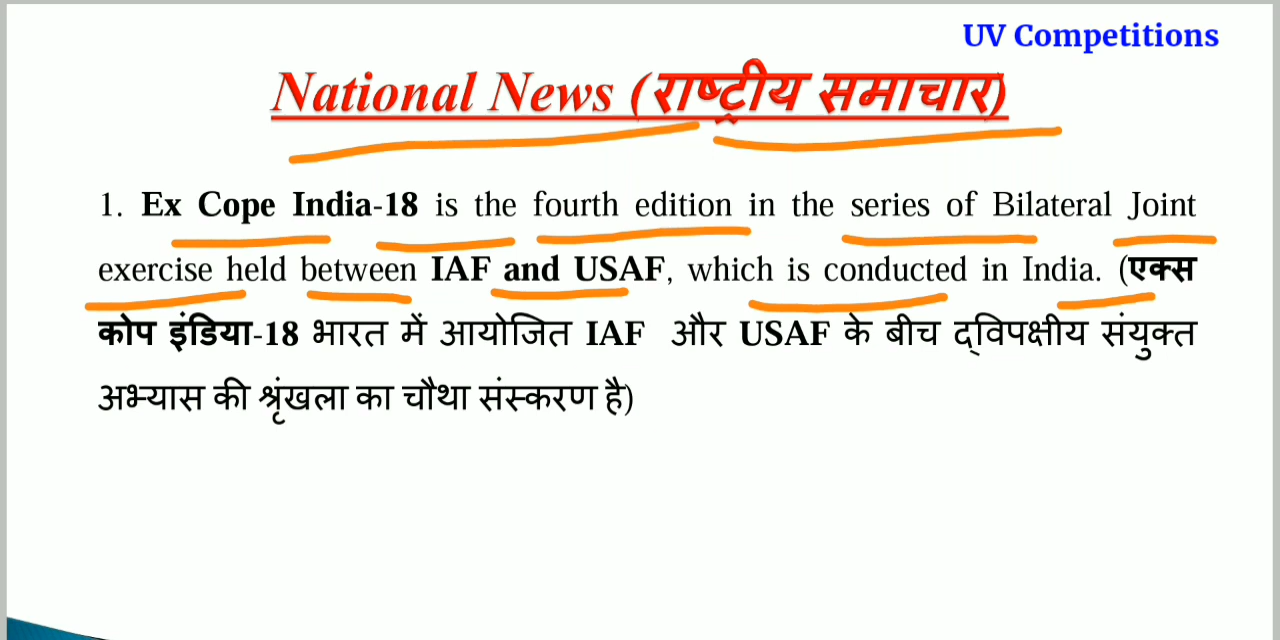 UV Competitions
National News (राष्ट्रीय समाचार)
1. Ex Cope India-18 is the fourth edition in the series of Bilateral Joint
exercise held between IAF and USAF, which is conducted in India. (एक्स
कोप इंडिया-18 भारत में आयोजित IAF और USAF के बीच द्विपक्षीय संयुक्त
अभ्यास की श्रृंखला का चौथा संस्करण है)